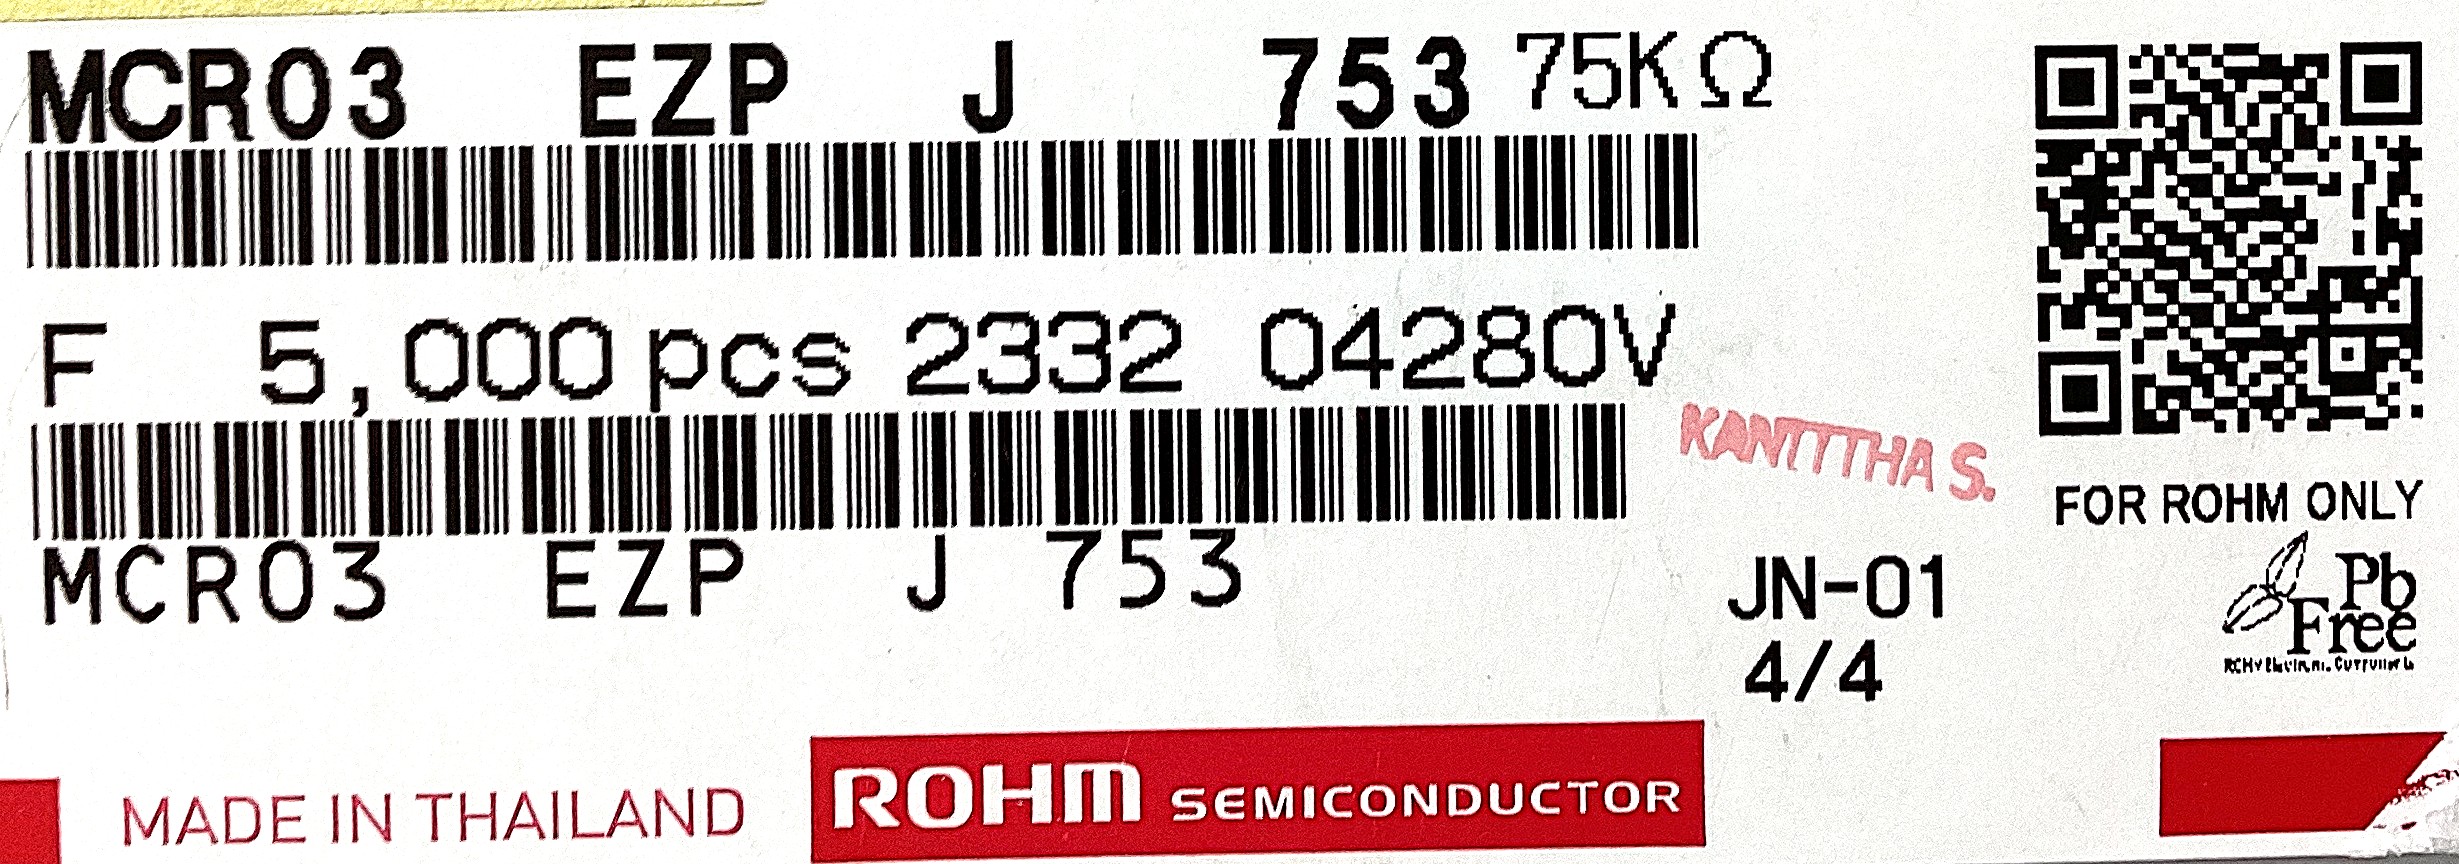 MCR03 EZP J 753 75KΩ
F 5,000pcs 2332 04280V
KANTTTHA S.
MCR03 EZP J 753
FOR ROHM ONLY
JN-01
4/4
Pb
Free
MADE IN THAILAND
ROHM SEMICONDUCTOR